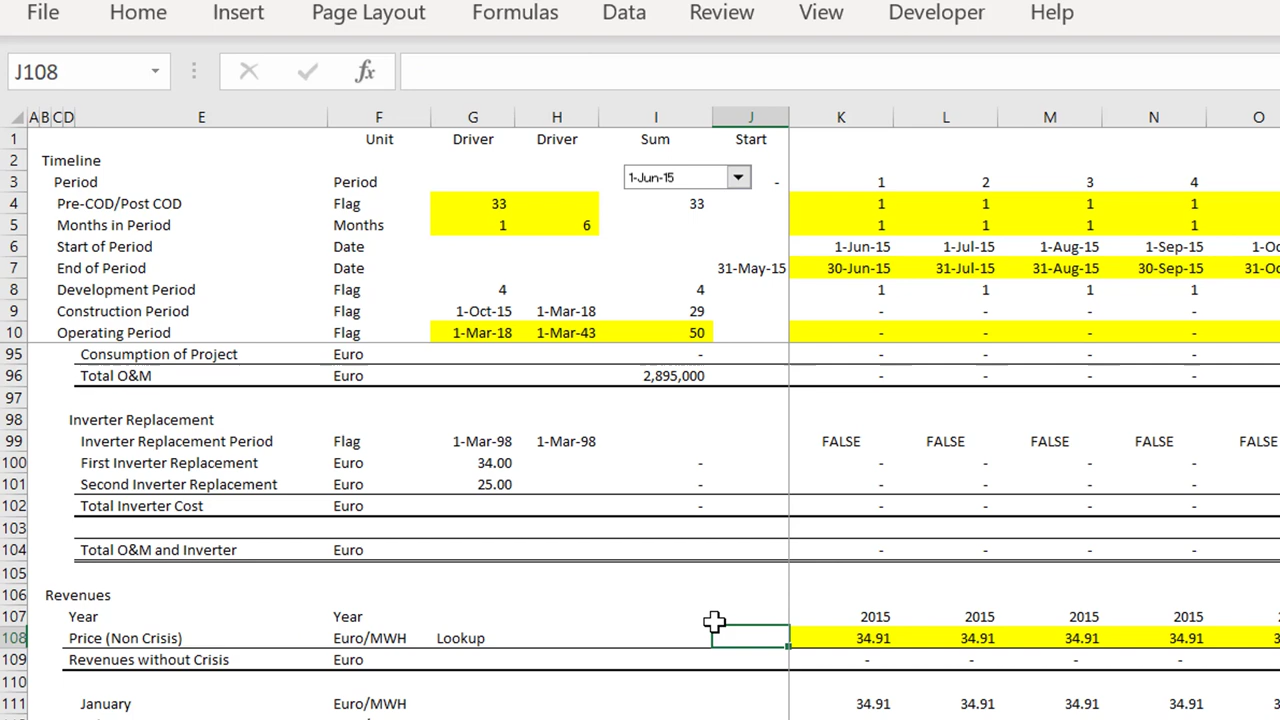 File Home Insert Page Layout Formulas Data Review View Developer Help
J108 fx
A B C D E F G H I J K L M N O
1 Unit Driver Driver Sum Start
2 Timeline
3 Period Period 1-Jun-15 - 1 2 3 4
4 Pre-COD/Post COD Flag 33 33 1 1 1 1
5 Months in Period Months 1 6 1 1 1 1
6 Start of Period Date 1-Jun-15 1-Jul-15 1-Aug-15 1-Sep-15 1-Oc
7 End of Period Date 31-May-15 30-Jun-15 31-Jul-15 31-Aug-15 30-Sep-15 31-Oc
8 Development Period Flag 4 4 1 1 1 1
9 Construction Period Flag 1-Oct-15 1-Mar-18 29 - - - -
10 Operating Period Flag 1-Mar-18 1-Mar-43 50 - - - -
95 Consumption of Project Euro - - - - -
96 Total O&M Euro 2,895,000 - - - -
97
98 Inverter Replacement
99 Inverter Replacement Period Flag 1-Mar-98 1-Mar-98 FALSE FALSE FALSE FALSE FALSE
100 First Inverter Replacement Euro 34.00 - - - - -
101 Second Inverter Replacement Euro 25.00 - - - - -
102 Total Inverter Cost Euro - - - - -
103
104 Total O&M and Inverter Euro - - - -
105
106 Revenues
107 Year Year 2015 2015 2015 2015
108 Price (Non Crisis) Euro/MWH Lookup 34.91 34.91 34.91 34.91 3
109 Revenues without Crisis Euro - - - -
110
111 January Euro/MWH 34.91 34.91 34.91 34.91